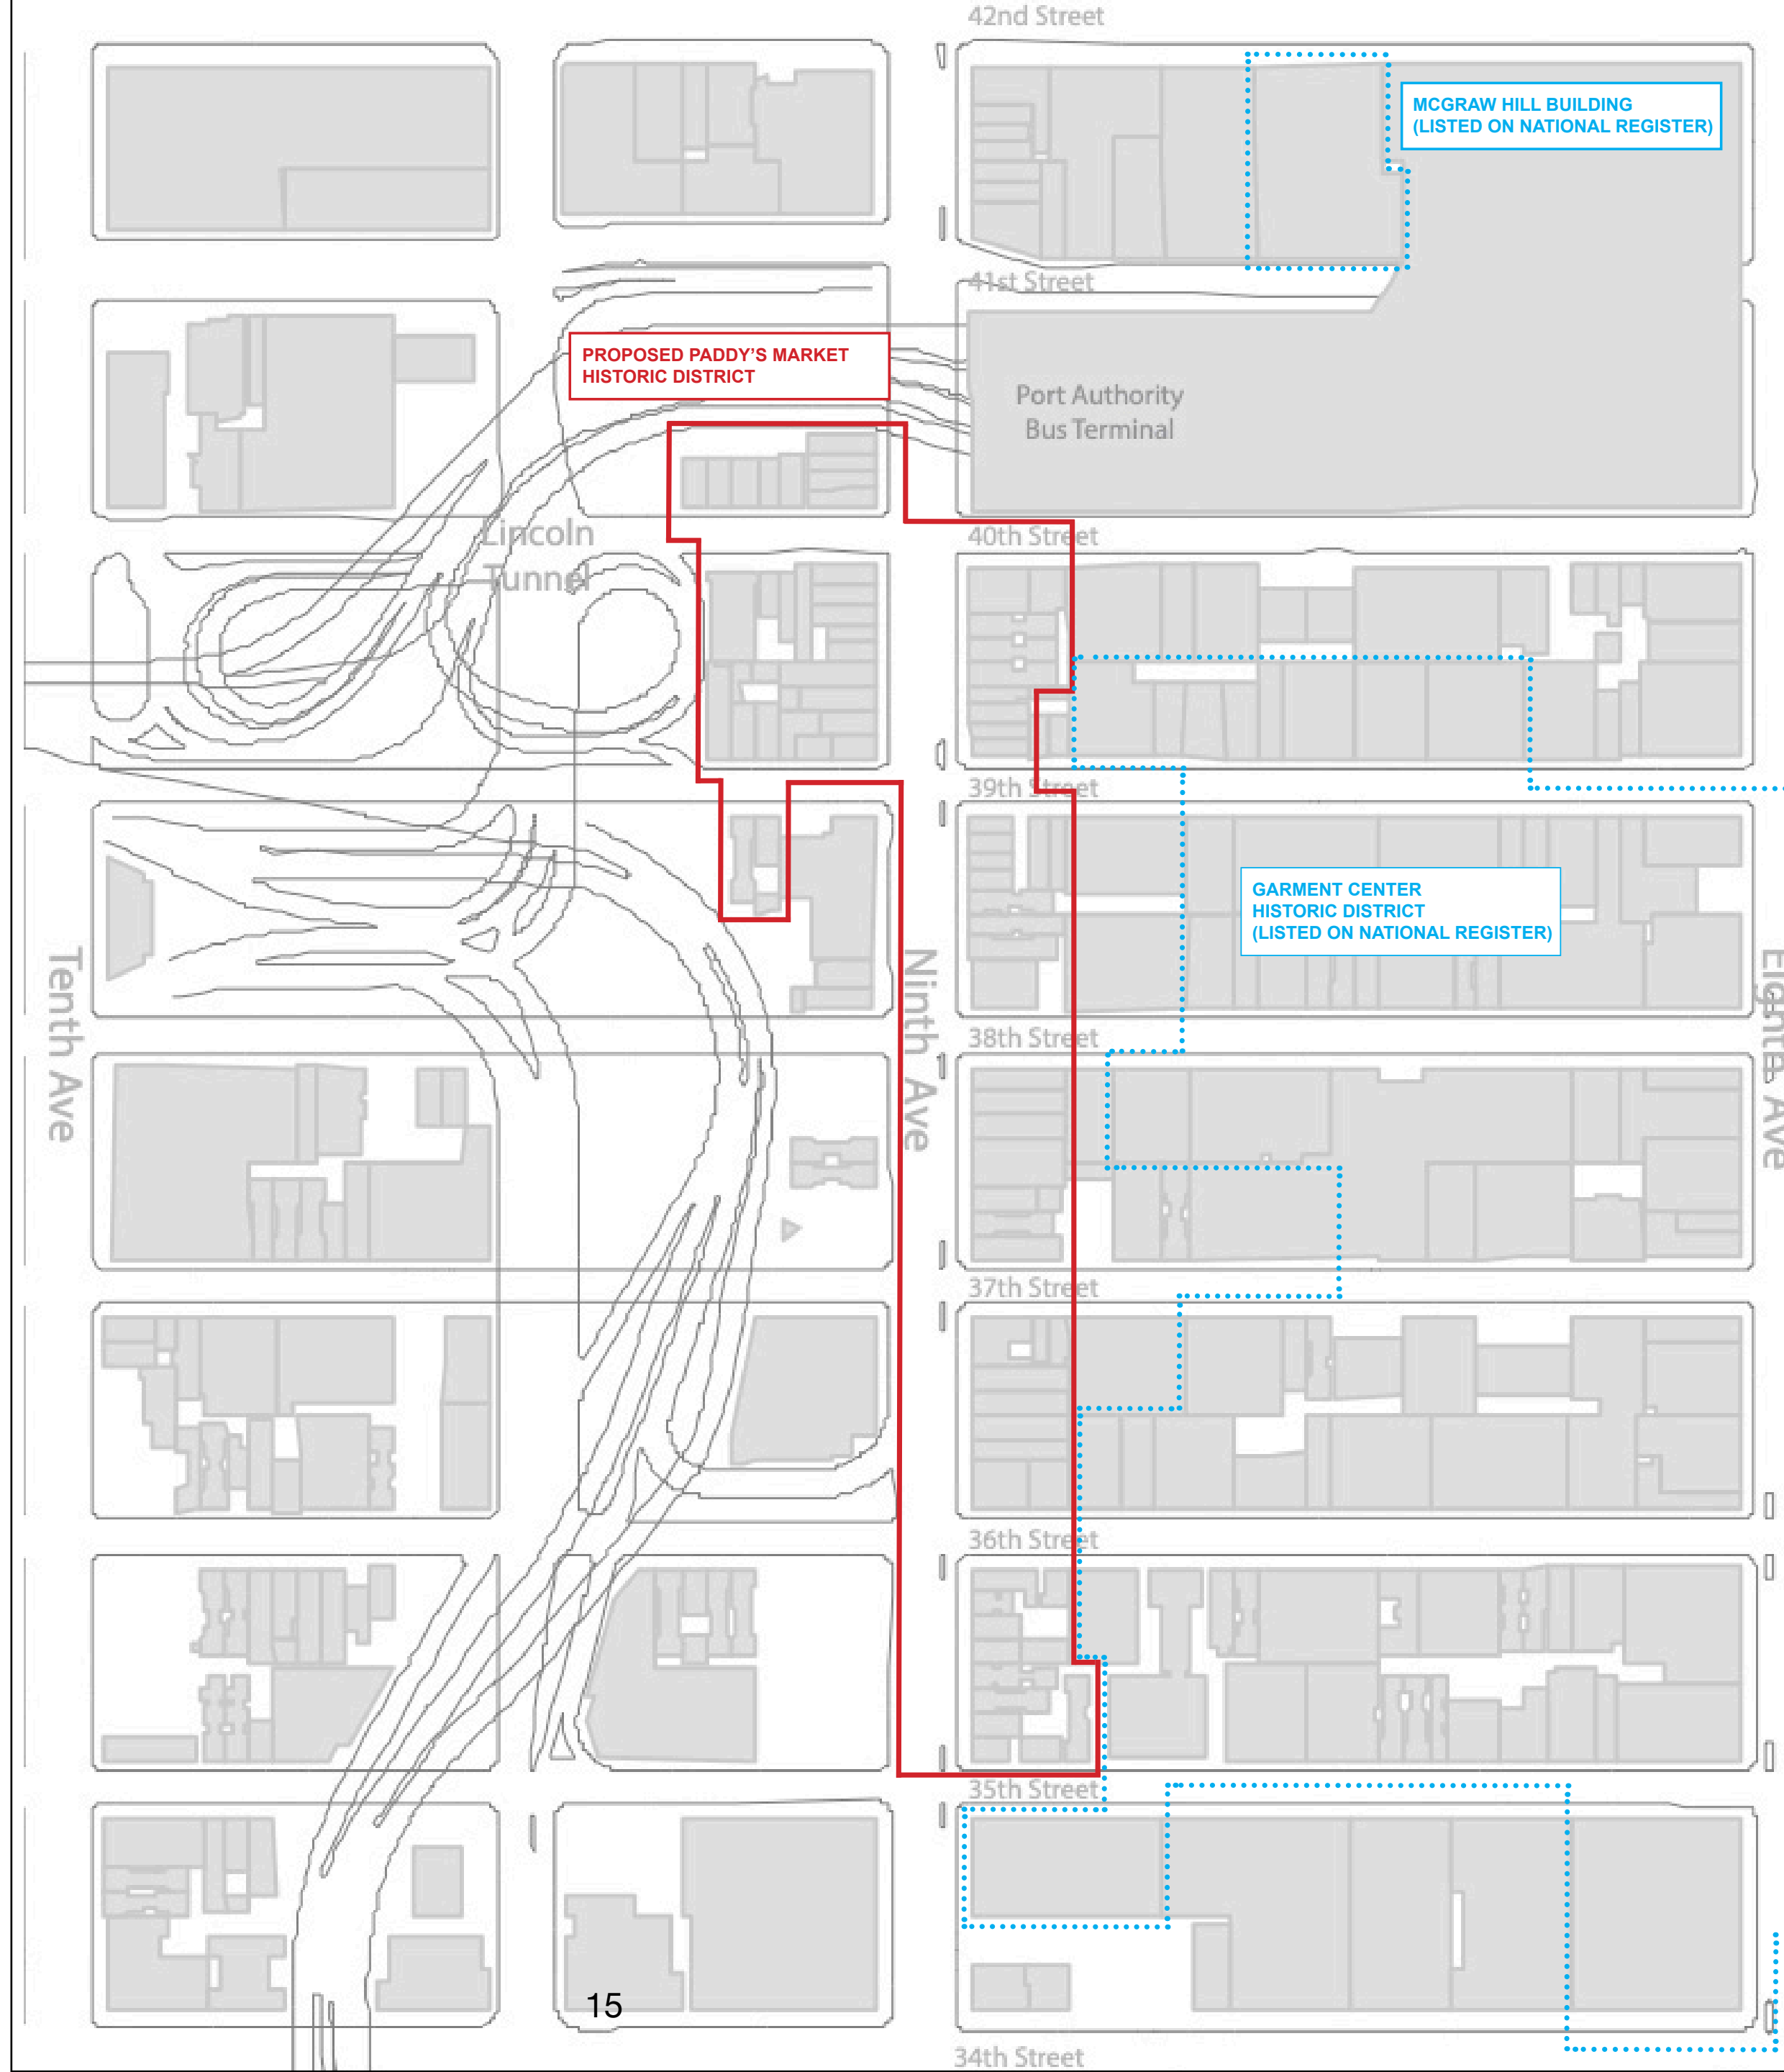 42nd Street
MCGRAW HILL BUILDING
(LISTED ON NATIONAL REGISTER)
41st Street
PROPOSED PADDY’S MARKET
HISTORIC DISTRICT
Port Authority
Bus Terminal
Lincoln
Tunnel
40th Street
39th Street
GARMENT CENTER
HISTORIC DISTRICT
(LISTED ON NATIONAL REGISTER)
Tenth Ave
Ninth Ave
Eighth Ave
38th Street
37th Street
36th Street
35th Street
15
34th Street